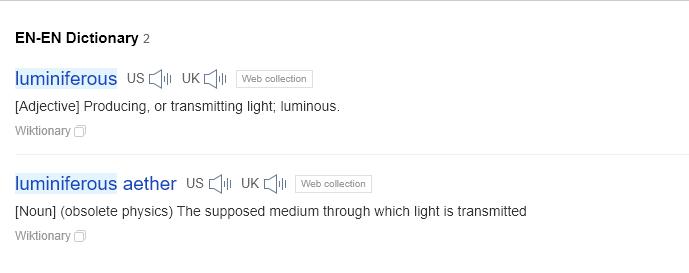 EN-EN Dictionary 2
luminiferous US UK Web collection
[Adjective] Producing, or transmitting light; luminous.
Wiktionary
luminiferous aether US UK Web collection
[Noun] (obsolete physics) The supposed medium through which light is transmitted
Wiktionary